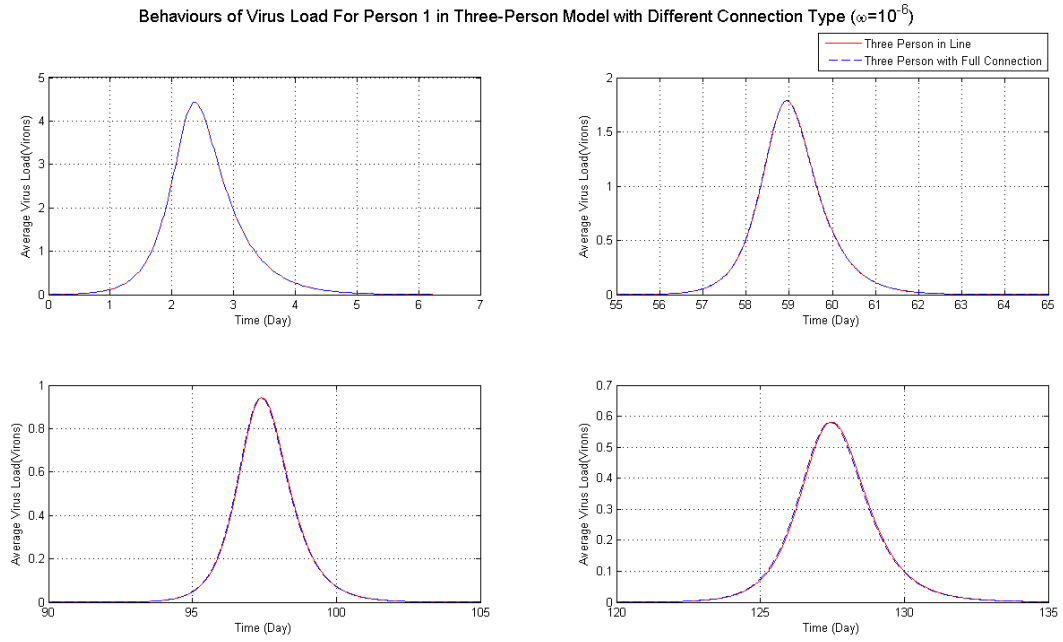 Behaviours of Virus Load For Person 1 in Three-Person Model with Different Connection Type (ω=10^-6)
Three Person in Line
Three Person with Full Connection
5
4
3
2
1
0
Average Virus Load(Virons)
0 1 2 3 4 5 6 7
Time (Day)
2
1.5
1
0.5
0
Average Virus Load(Virons)
55 56 57 58 59 60 61 62 63 64 65
Time (Day)
1
0.8
0.6
0.4
0.2
0
Average Virus Load(Virons)
90 95 100 105
Time (Day)
0.7
0.6
0.5
0.4
0.3
0.2
0.1
0
Average Virus Load(Virons)
120 125 130 135
Time (Day)